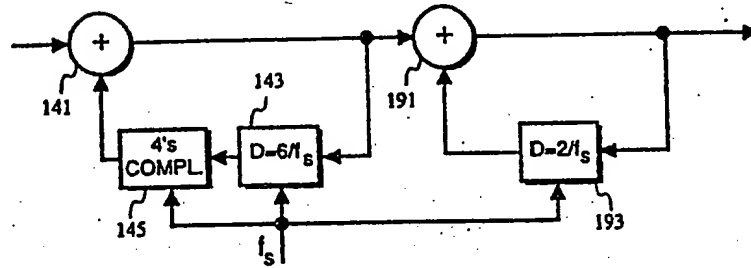 +
+
141
143
191
4's
COMPL.
D=6/fs
D=2/fs
145
193
fs